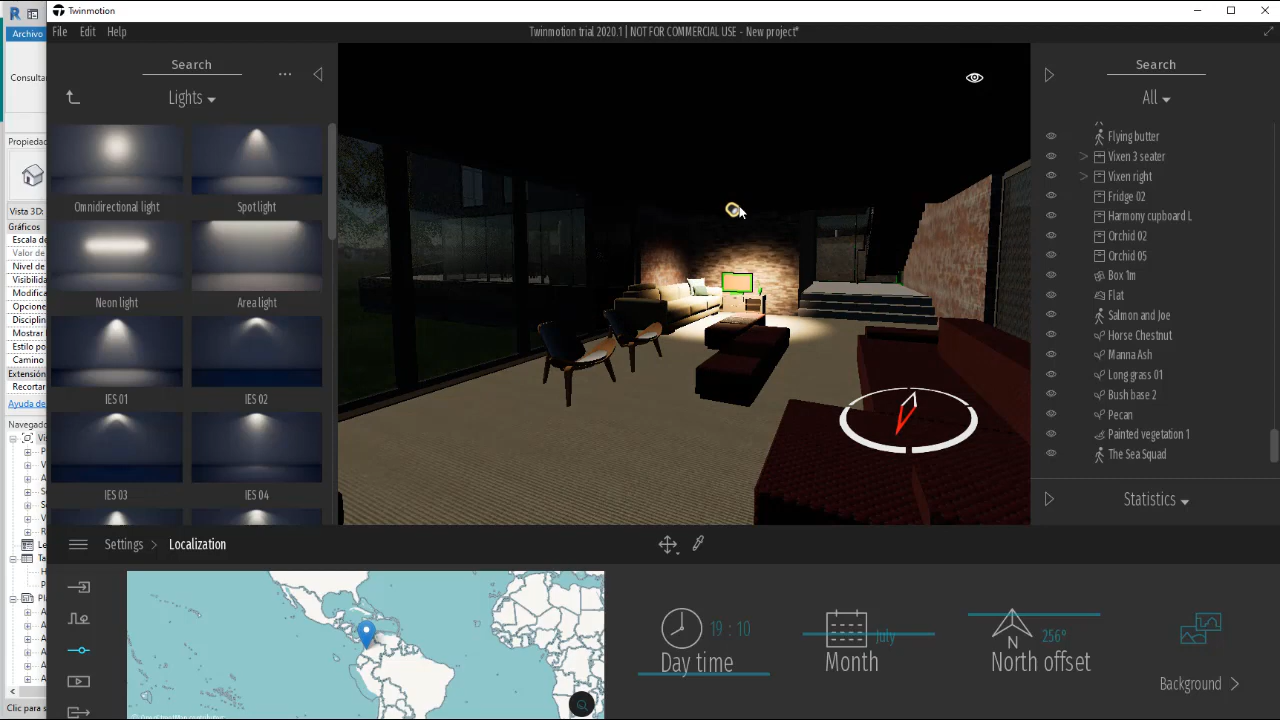 Twinmotion
Archivo
File Edit Help
Twinmotion trial 2020.1 | NOT FOR COMMERCIAL USE - New project*
Consultar
Search
Lights
Omnidirectional light
Spot light
Neon light
Area light
IES 01
IES 02
IES 03
IES 04
Search
All
Flying butter
Vixen 3 seater
Vixen right
Fridge 02
Harmony cupboard L
Orchid 02
Orchid 05
Box 1m
Flat
Salmon and Joe
Horse Chestnut
Manna Ash
Long grass 01
Bush base 2
Pecan
Painted vegetation 1
The Sea Squad
Statistics
Propiedad
Vista 3D:
Gráficos
Escala de
Valor de
Nivel de
Visibilida
Modifica
Opcione
Disciplin
Mostrar
Estilo po
Camino
Extensión
Recortar
Ayuda de
Navegado
Clic para s
Settings > Localization
19 : 10
Day time
July
Month
N
256°
North offset
Background